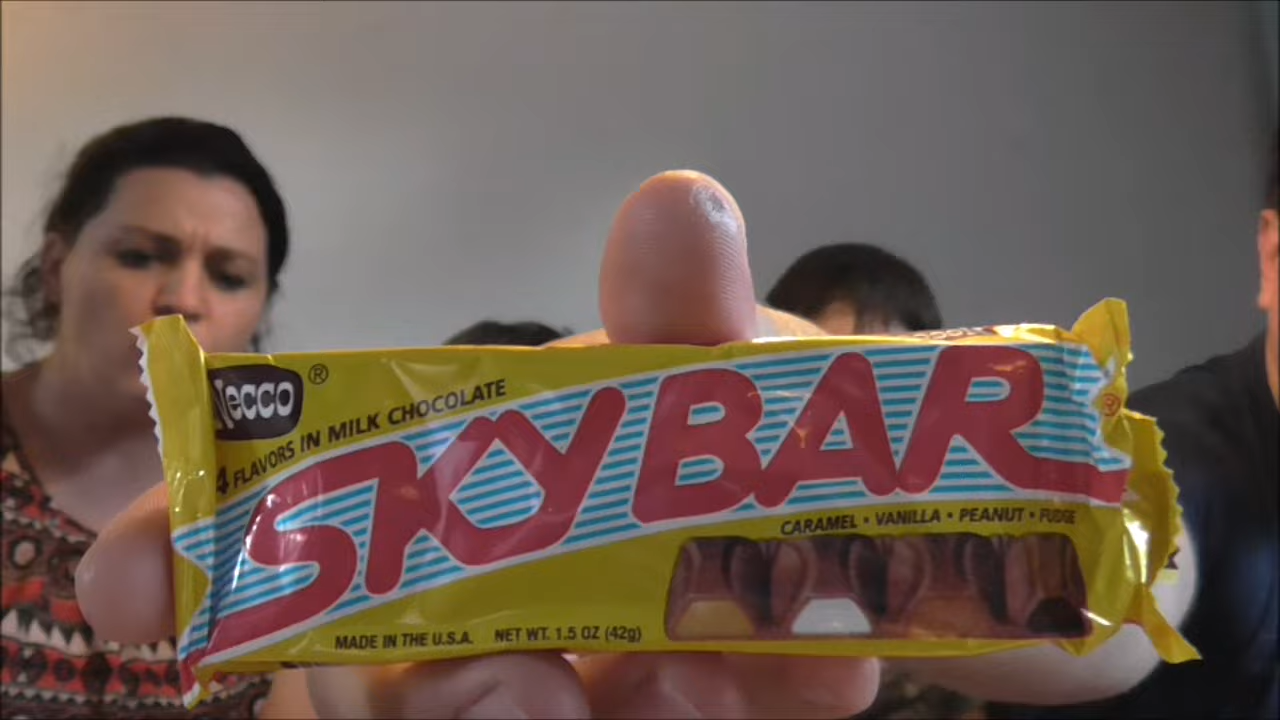 Necco®
4 FLAVORS IN MILK CHOCOLATE
SKYBAR®
CARAMEL • VANILLA • PEANUT • FUDGE
MADE IN THE U.S.A. NET WT. 1.5 OZ (42g)